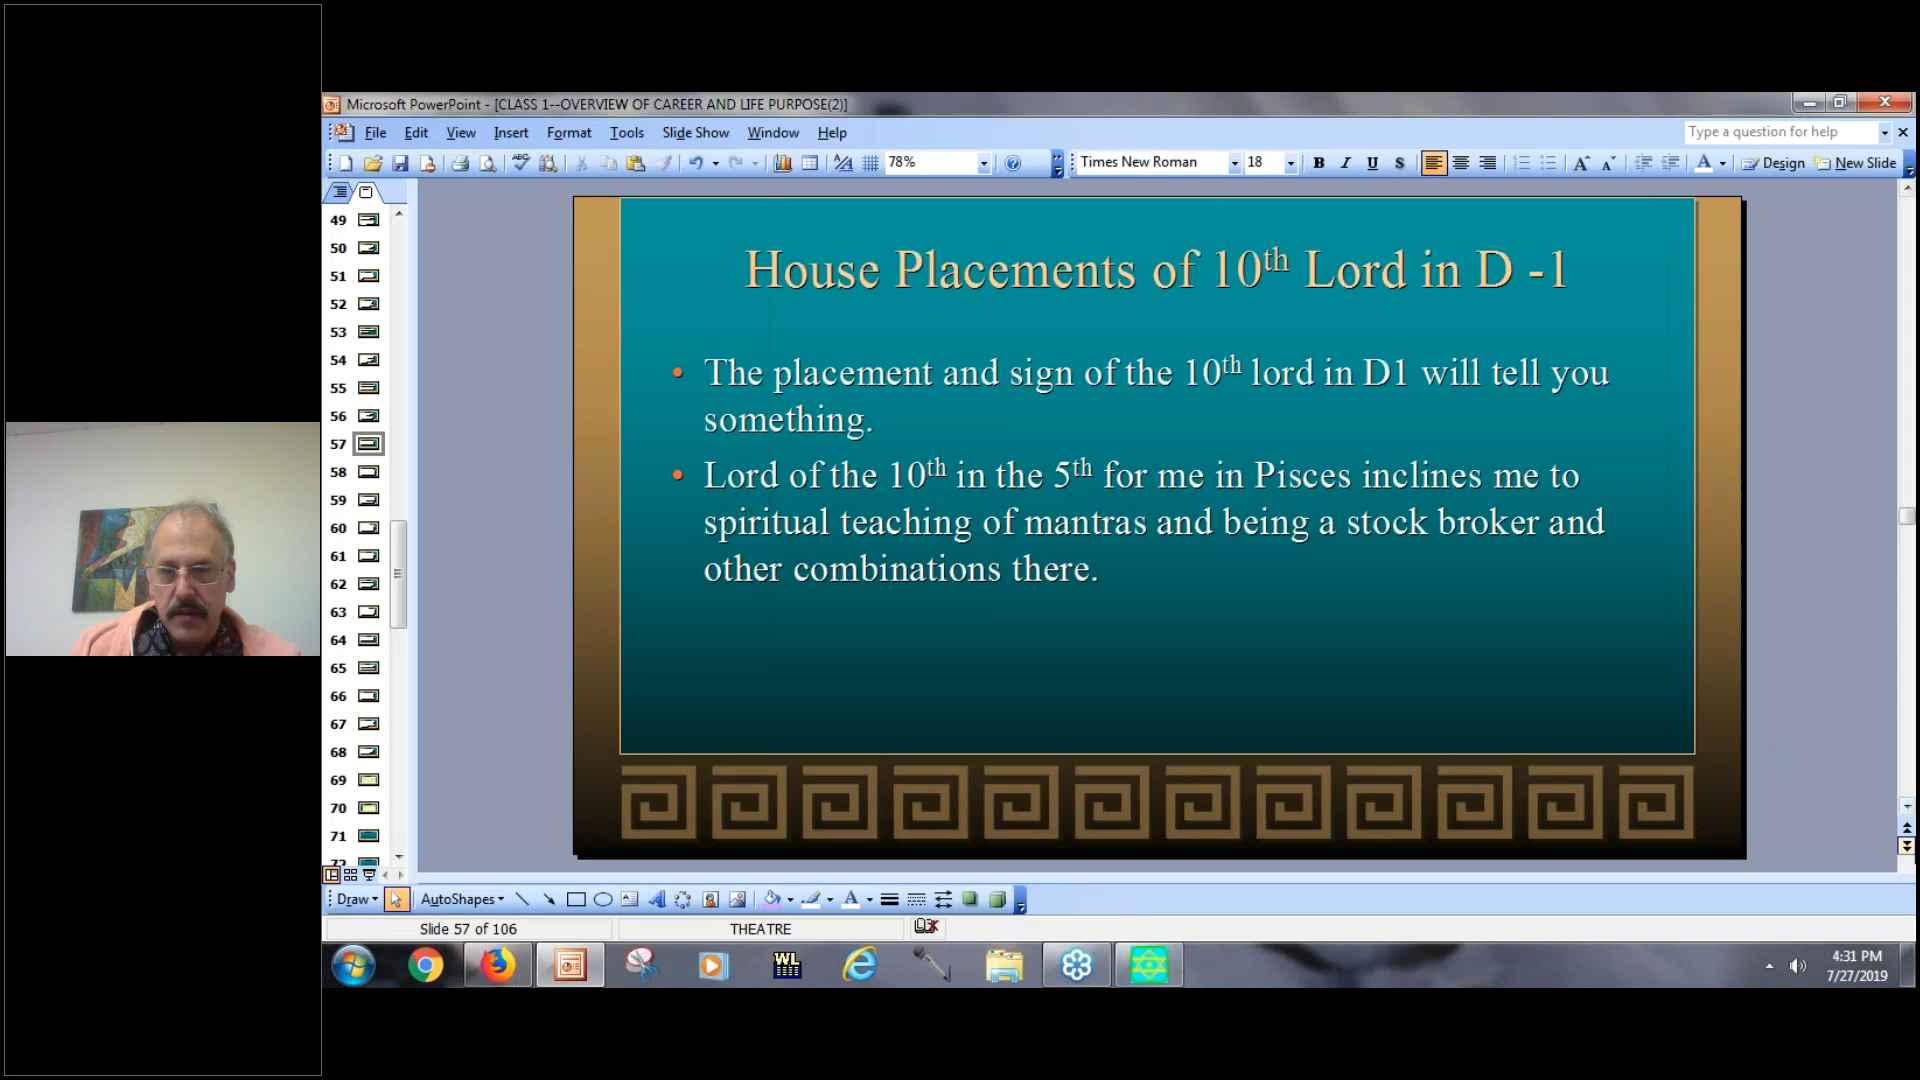 Microsoft PowerPoint - [CLASS 1--OVERVIEW OF CAREER AND LIFE PURPOSE(2)]
File Edit View Insert Format Tools Slide Show Window Help
Type a question for help
78%
Times New Roman
18
B I U S
Design
New Slide
49
50
51
52
53
54
55
56
57
58
59
60
61
62
63
64
65
66
67
68
69
70
71
72
House Placements of 10th Lord in D -1
• The placement and sign of the 10th lord in D1 will tell you
something.
• Lord of the 10th in the 5th for me in Pisces inclines me to
spiritual teaching of mantras and being a stock broker and
other combinations there.
Draw
AutoShapes
Slide 57 of 106
THEATRE
WL
4:31 PM
7/27/2019